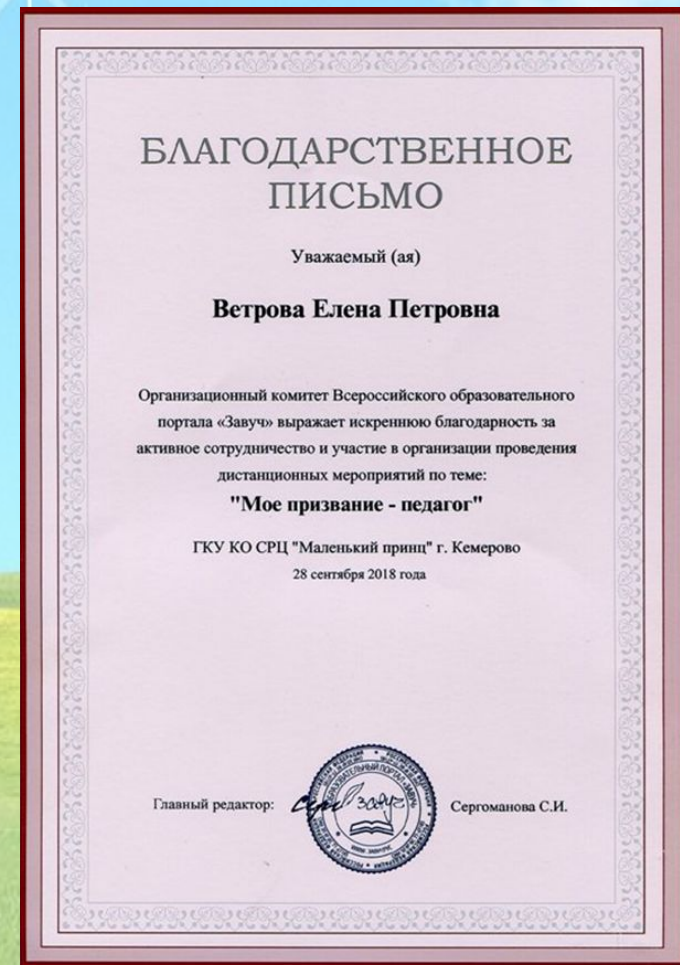 БЛАГОДАРСТВЕННОЕ
ПИСЬМО
Уважаемый (ая)
Ветрова Елена Петровна
Организационный комитет Всероссийского образовательного
портала «Завуч» выражает искреннюю благодарность за
активное сотрудничество и участие в организации проведения
дистанционных мероприятий по теме:
"Мое призвание - педагог"
ГКУ КО СРЦ "Маленький принц" г. Кемерово
28 сентября 2018 года
Главный редактор:
завуч
Сергоманова С.И.